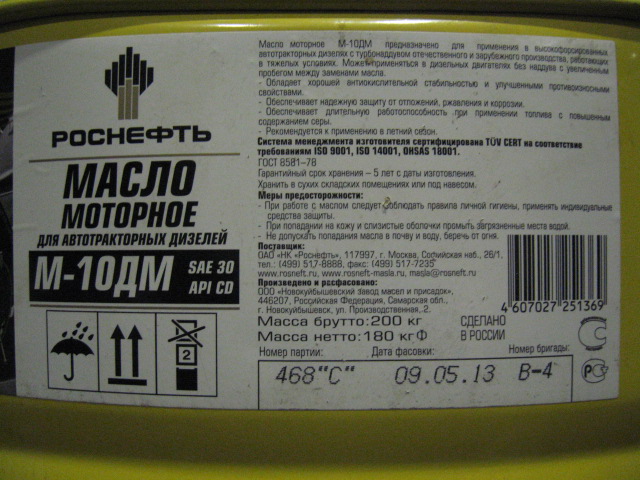 РОСНЕФТЬ
МАСЛО
МОТОРНОЕ
ДЛЯ АВТОТРАКТОРНЫХ ДИЗЕЛЕЙ
М-10ДМ SAE 30
API CD
2
Масло моторное М-10ДМ предназначено для применения в высокофорсированных
автотракторных дизелях с турбонаддувом отечественного и зарубежного производства, работающих
в тяжелых условиях. Может применяться в дизельных двигателях без наддува с увеличенным
пробегом между заменами масла.
- Обладает хорошей антиокислительной стабильностью и улучшенными противоизносными
свойствами.
- Обеспечивает надежную защиту от отложений, ржавления и коррозии.
- Обеспечивает длительную работоспособность при применении топлива с повышенным
содержанием серы.
- Рекомендуется к применению в летний сезон.
Система менеджмента изготовителя сертифицирована TÜV CERT на соответствие
требованиям ISO 9001, ISO 14001, OHSAS 18001.
ГОСТ 8581-78
Гарантийный срок хранения – 5 лет с даты изготовления.
Хранить в сухих складских помещениях или под навесом.
Меры предосторожности:
- При работе с маслом следует соблюдать правила личной гигиены, применять индивидуальные
средства защиты.
- При попадании на кожу и слизистые оболочки промыть загрязненные места водой.
- Не допускать попадания масла в почву и воду, беречь от огня.
Поставщик:
ОАО «НК «Роснефть», 117997, г. Москва, Софийская наб., 26/1,
тел.: (499) 517-8888, факс: (499) 517-7235
www.rosneft.ru, www.rosneft-masla.ru, masla@rosneft.ru
Произведено и расфасовано:
ООО «Новокуйбышевский завод масел и присадок»,
446207, Российская Федерация, Самарская обл.,
г. Новокуйбышевск, ул. Производственная, 2.
4 607027 251369
Масса брутто: 200 кг
Масса нетто: 180 кг Ф
СДЕЛАНО
В РОССИИ
Номер партии: Дата фасовки: Номер бригады:
468"С" 09.05.13 В-4